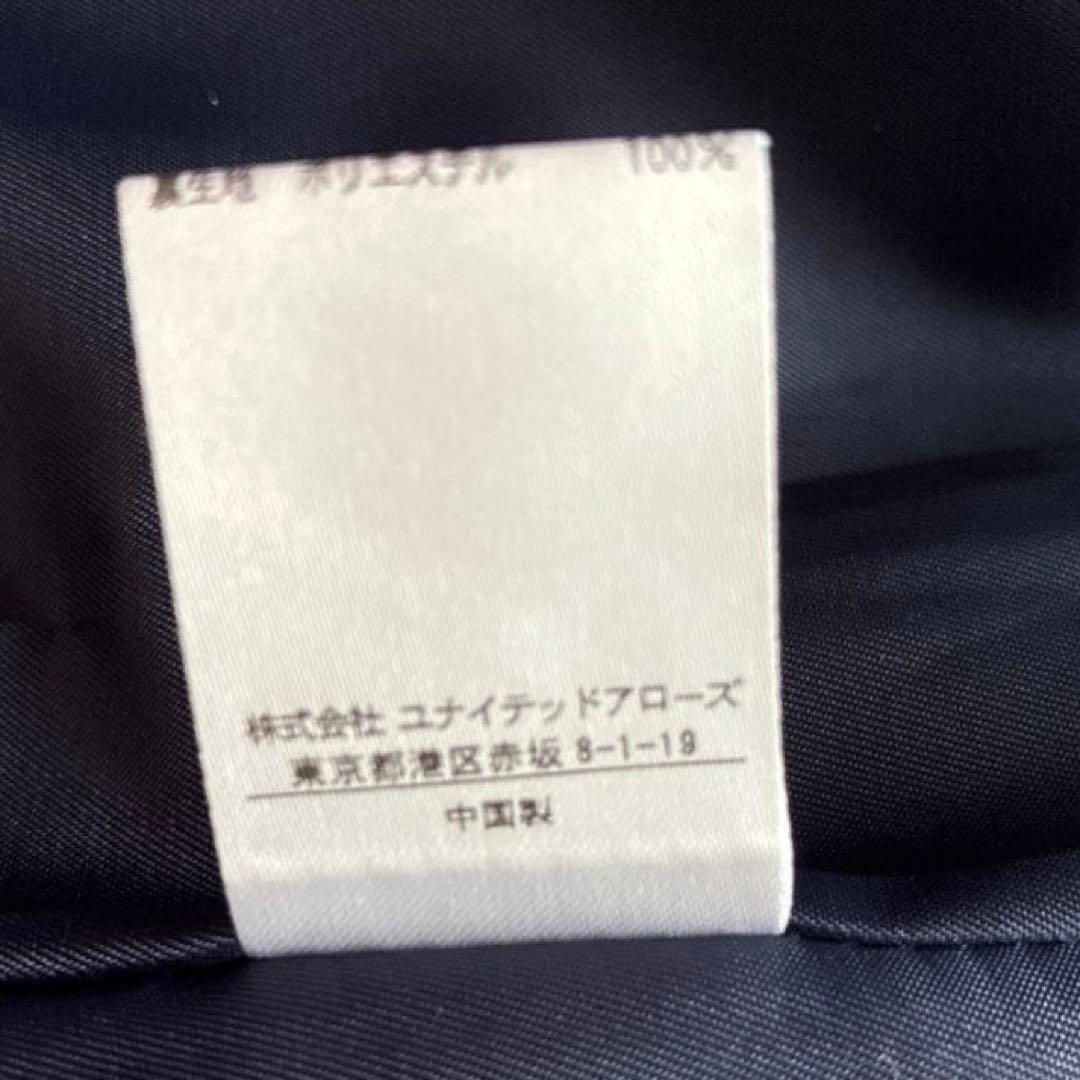 裏生地 ポリエステル 100%
株式会社 ユナイテッドアローズ
東京都港区赤坂 8-1-19
中国製